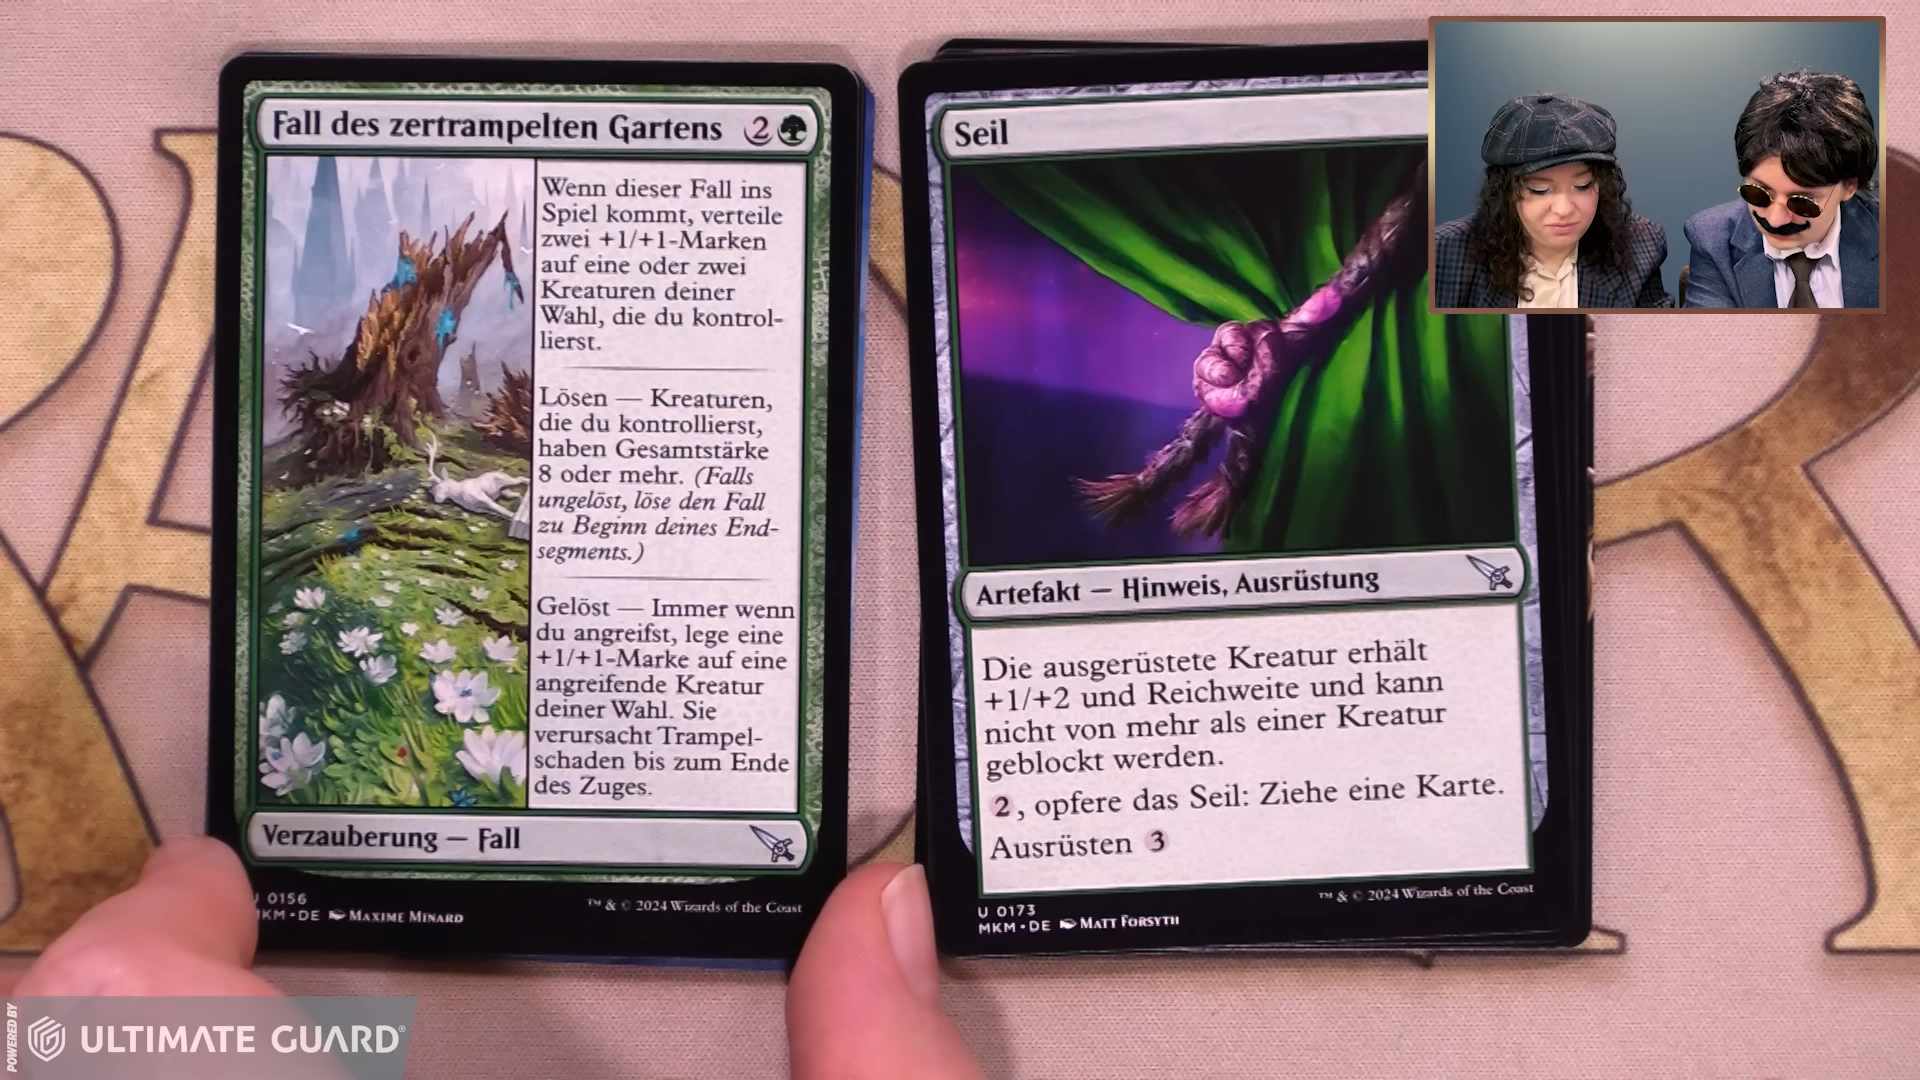 Fall des zertrampelten Gartens 2
Wenn dieser Fall ins
Spiel kommt, verteile
zwei +1/+1-Marken
auf eine oder zwei
Kreaturen deiner
Wahl, die du kontrol-
lierst.
Lösen — Kreaturen,
die du kontrollierst,
haben Gesamtstärke
8 oder mehr. (Falls
ungelöst, löse den Fall
zu Beginn deines End-
segments.)
Gelöst — Immer wenn
du angreifst, lege eine
+1/+1-Marke auf eine
angreifende Kreatur
deiner Wahl. Sie
verursacht Trampel-
schaden bis zum Ende
des Zuges.
Verzauberung — Fall
U 0156
MKM • DE MAXIME MINARD
™ & © 2024 Wizards of the Coast
Seil
Artefakt — Hinweis, Ausrüstung
Die ausgerüstete Kreatur erhält
+1/+2 und Reichweite und kann
nicht von mehr als einer Kreatur
geblockt werden.
2, opfere das Seil: Ziehe eine Karte.
Ausrüsten 3
U 0173
MKM • DE MATT FORSYTH
™ & © 2024 Wizards of the Coast
POWERED BY
ULTIMATE GUARD®